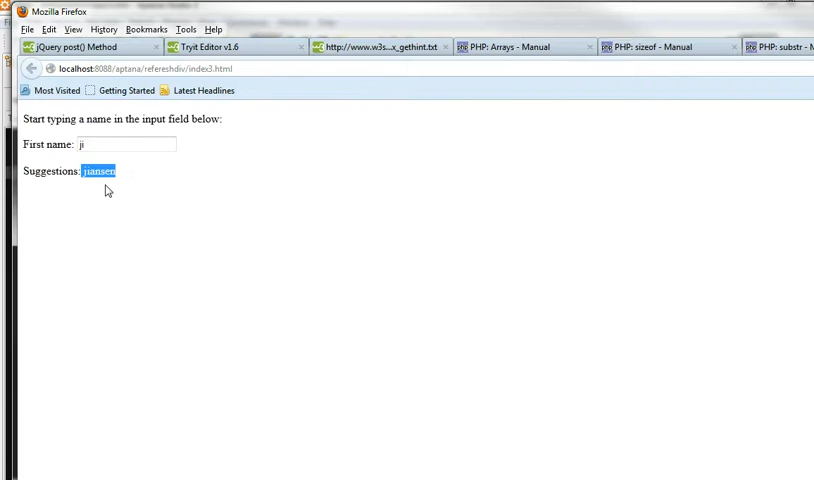 Mozilla Firefox
File Edit View History Bookmarks Tools Help
jQuery post() Method × Tryit Editor v1.6 × http://www.w3s...x_gethint.txt × PHP: Arrays - Manual × PHP: sizeof - Manual × PHP: substr - M
localhost:8088/aptana/refereshdiv/index3.html
Most Visited Getting Started Latest Headlines
Start typing a name in the input field below:
First name: ji
Suggestions: jiansen